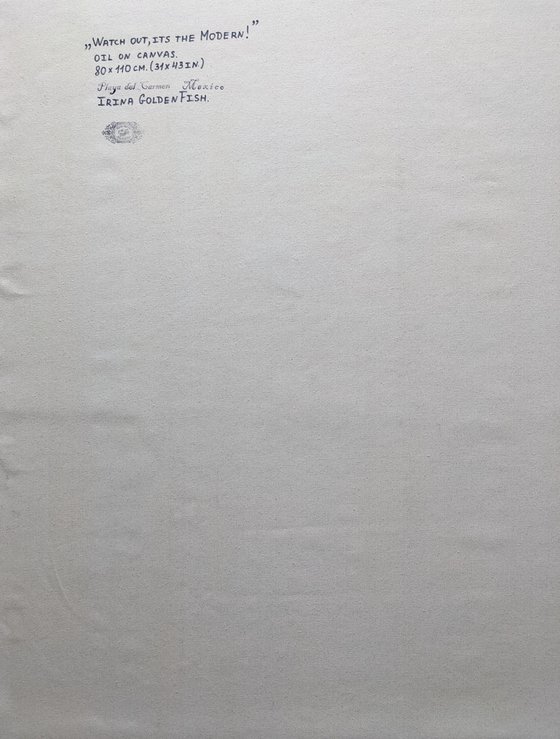 „WATCH OUT, ITS THE MODERN!”
OIL ON CANVAS.
80 x 110 CM. (31 x 43 IN.)
Playa del Carmen Mexico
IRINA GOLDENFISH.